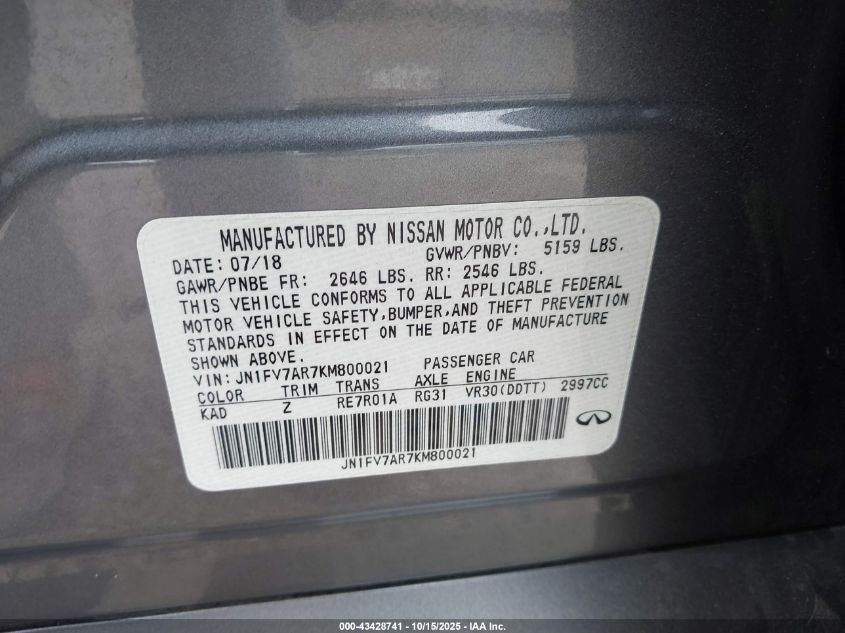 MANUFACTURED BY NISSAN MOTOR CO.,LTD.
DATE: 07/18 GVWR/PNBV: 5159 LBS.
GAWR/PNBE FR: 2646 LBS. RR: 2546 LBS.
THIS VEHICLE CONFORMS TO ALL APPLICABLE FEDERAL
MOTOR VEHICLE SAFETY,BUMPER,AND THEFT PREVENTION
STANDARDS IN EFFECT ON THE DATE OF MANUFACTURE
SHOWN ABOVE.
VIN: JN1FV7AR7KM800021 PASSENGER CAR
COLOR TRIM TRANS AXLE ENGINE
KAD Z RE7R01A RG31 VR30(DDTT) 2997CC
JN1FV7AR7KM800021
000-43428741 - 10/15/2025 - IAA Inc.